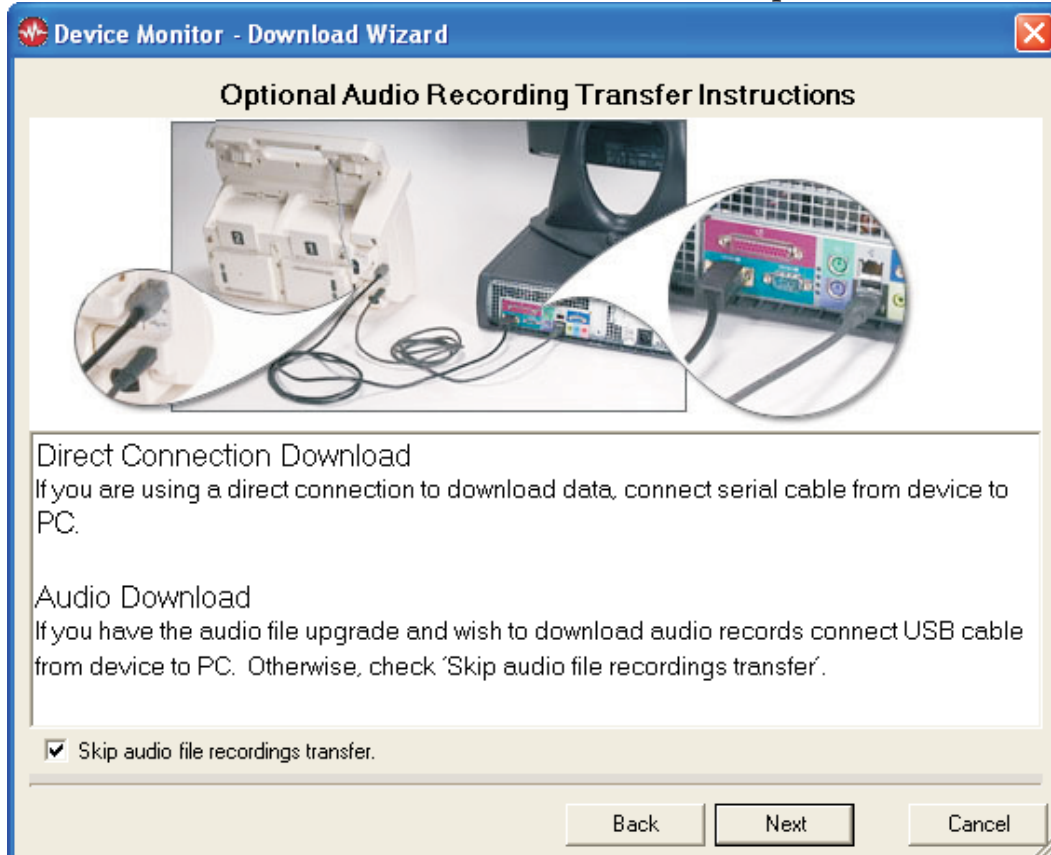 Device Monitor - Download Wizard
Optional Audio Recording Transfer Instructions
2
1
Direct Connection Download
If you are using a direct connection to download data, connect serial cable from device to
PC.
Audio Download
If you have the audio file upgrade and wish to download audio records connect USB cable
from device to PC. Otherwise, check ´Skip audio file recordings transfer´.
Skip audio file recordings transfer.
Back
Next
Cancel